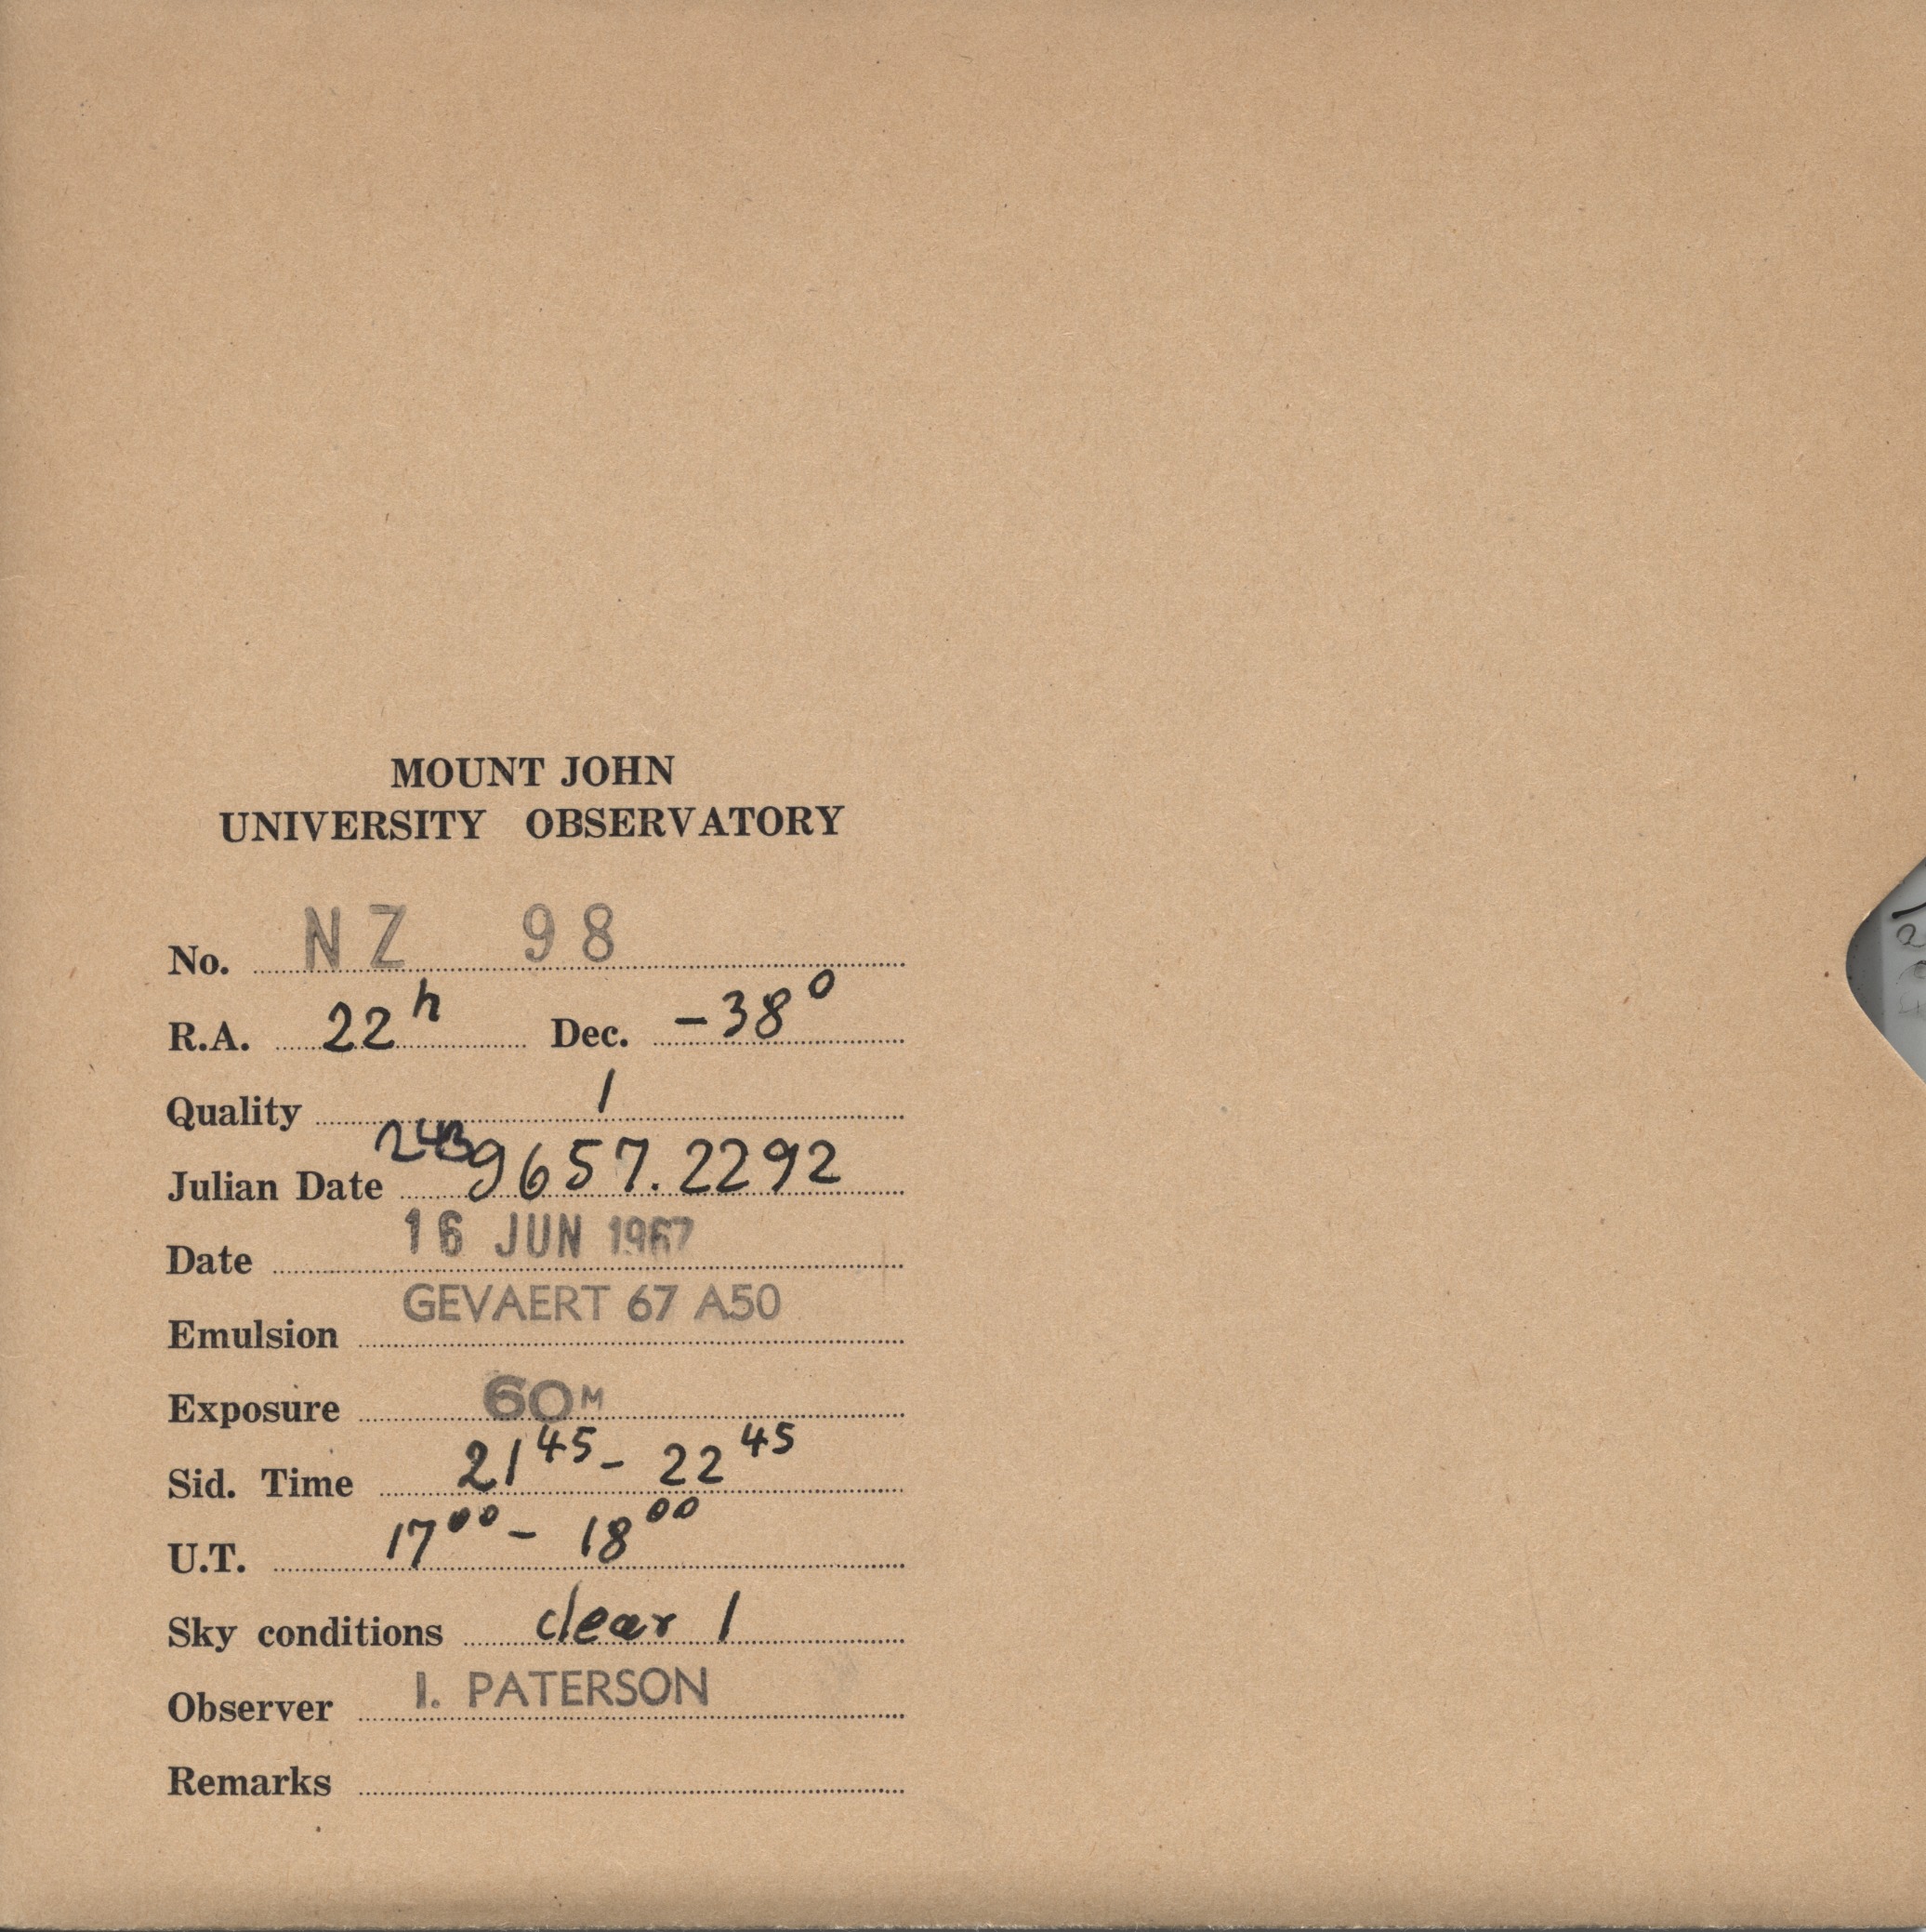 MOUNT JOHN
UNIVERSITY OBSERVATORY
No. NZ 98
R.A. 22h Dec. -38°
Quality 1
Julian Date 2439657.2292
Date 16 JUN 1967
Emulsion GEVAERT 67 A50
Exposure 60M
Sid. Time 21 45 - 22 45
U.T. 17 00 - 18 00
Sky conditions clear 1
Observer I. PATERSON
Remarks